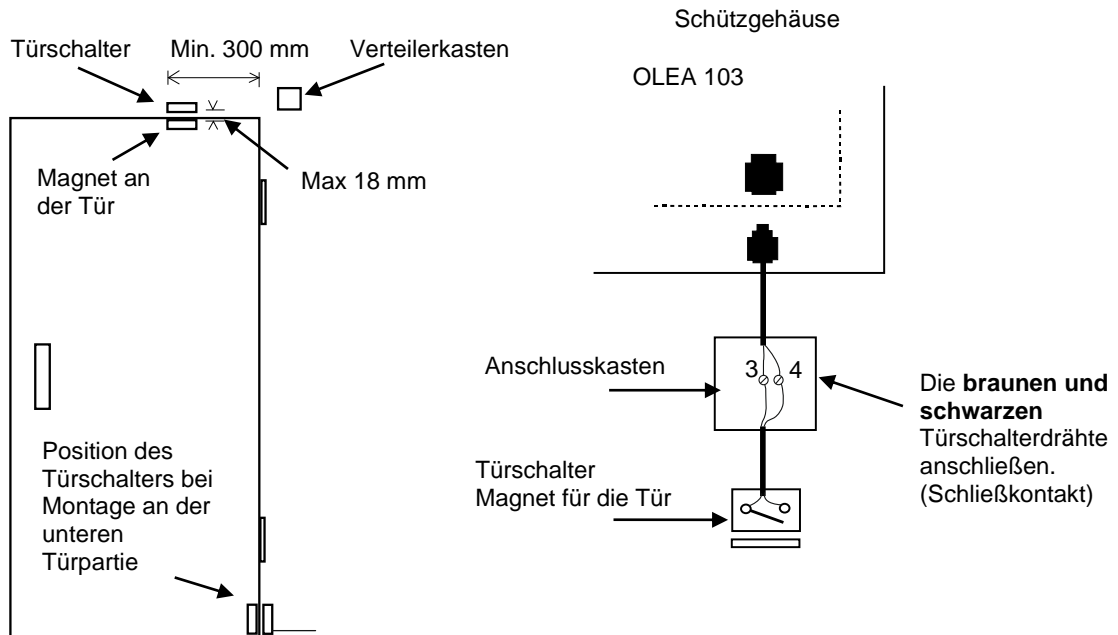 Schützgehäuse
Türschalter
Min. 300 mm
Verteilerkasten
OLEA 103
Magnet an
der Tür
Max 18 mm
Anschlusskasten
3
4
Die braunen und
schwarzen
Türschalterdrähte
anschließen.
(Schließkontakt)
Position des
Türschalters bei
Montage an der
unteren
Türpartie
Türschalter
Magnet für die Tür